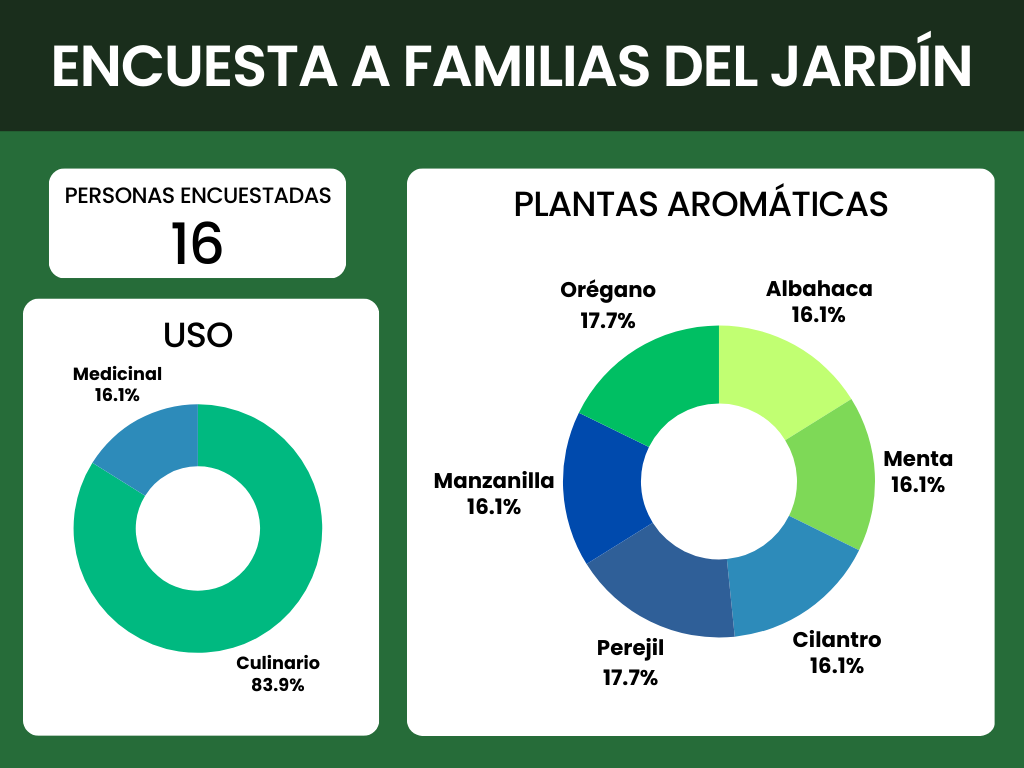 ENCUESTA A FAMILIAS DEL JARDÍN
PERSONAS ENCUESTADAS
16
USO
Medicinal
16.1%
Culinario
83.9%
PLANTAS AROMÁTICAS
Orégano
17.7%
Albahaca
16.1%
Menta
16.1%
Manzanilla
16.1%
Perejil
17.7%
Cilantro
16.1%